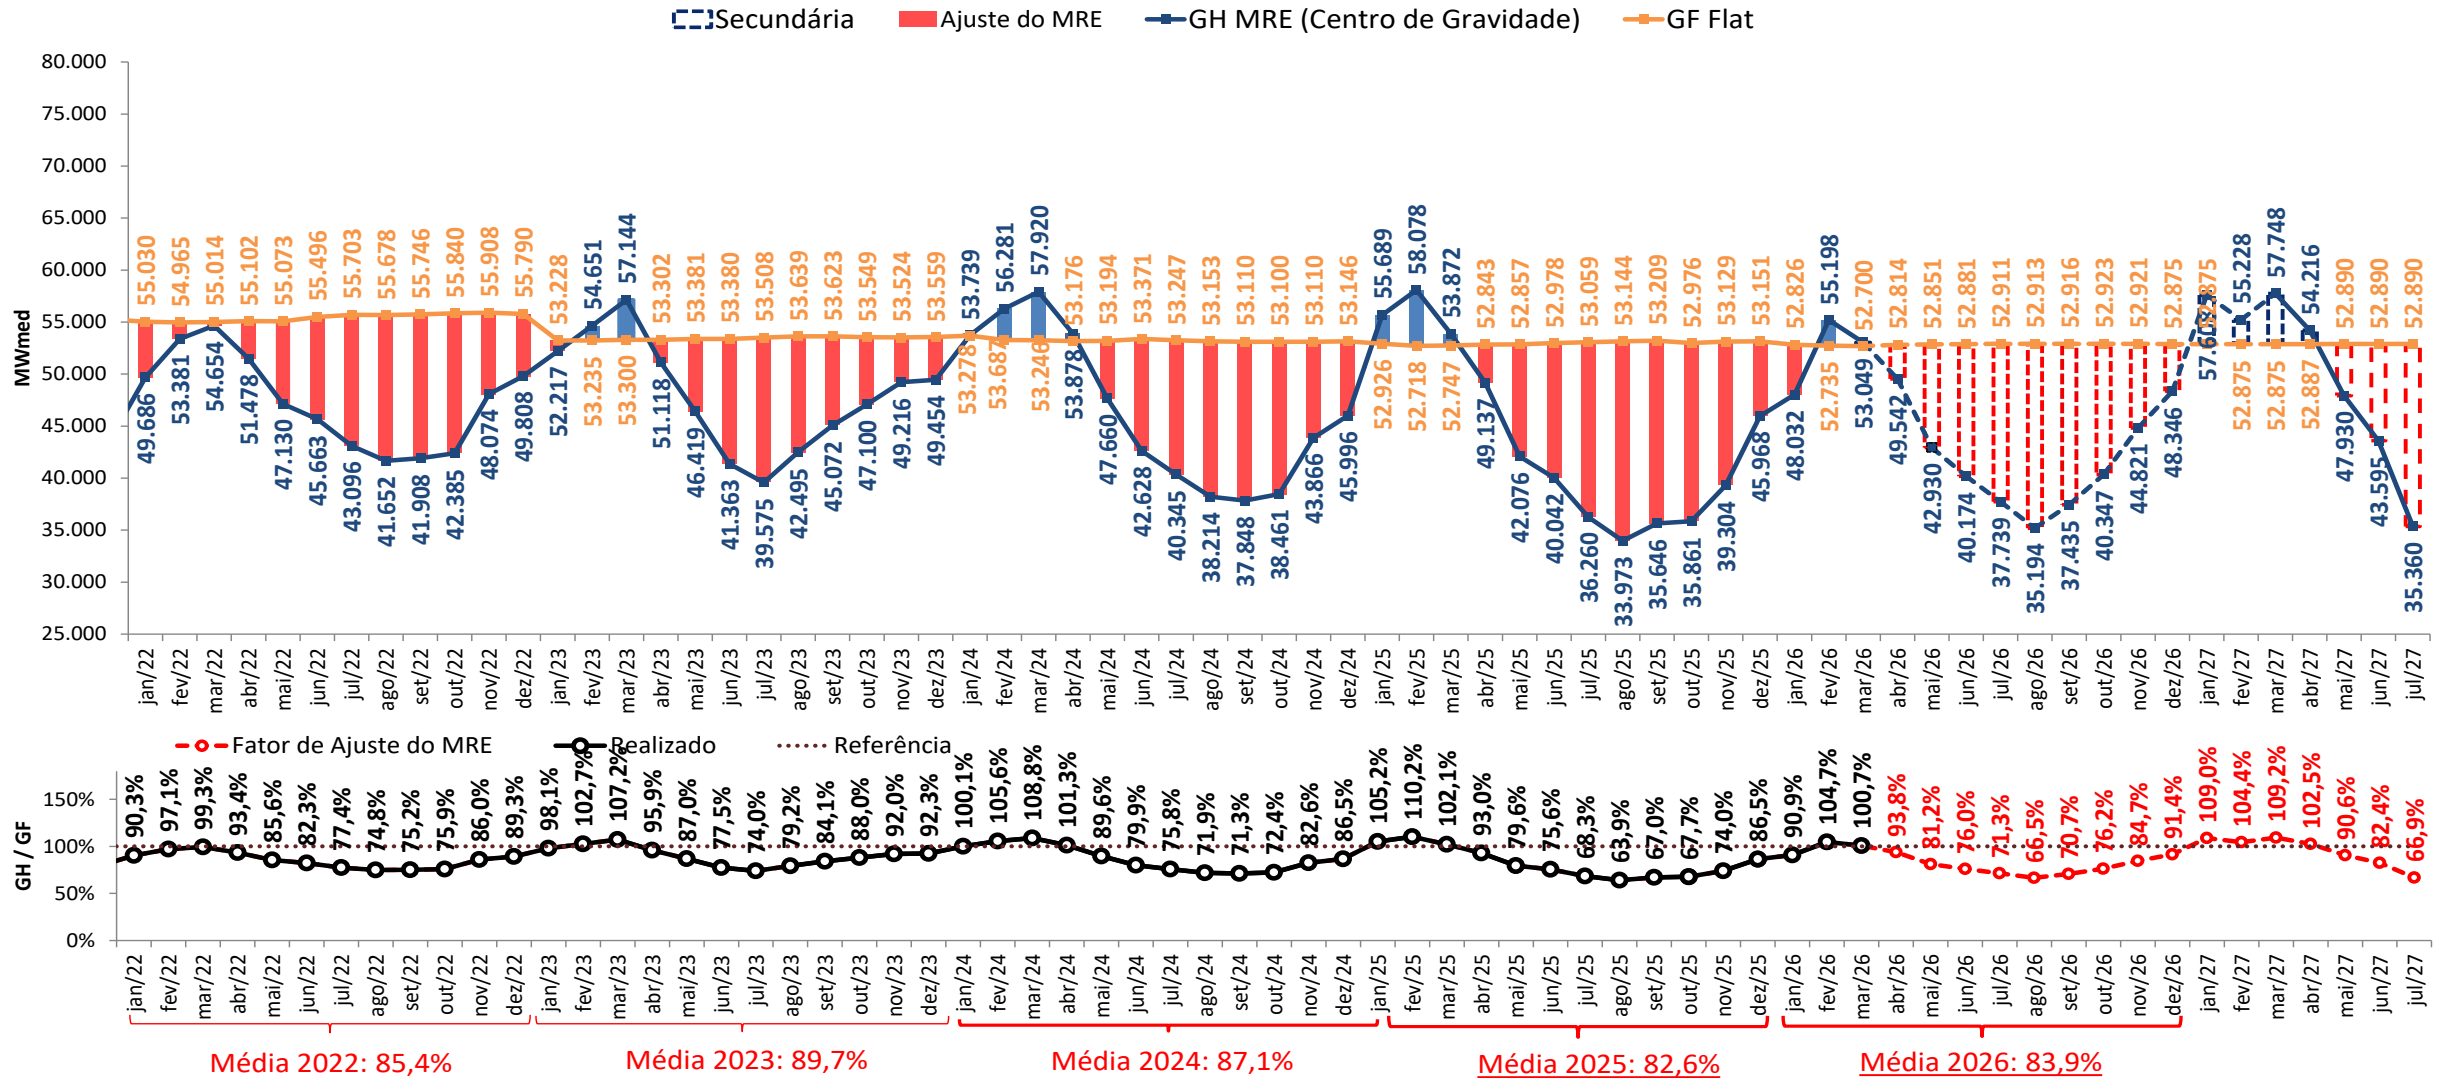 Secundária
Ajuste do MRE
GH MRE (Centro de Gravidade)
GF Flat
MWmed
80.000
75.000
70.000
65.000
60.000
55.000
50.000
45.000
40.000
35.000
30.000
25.000
55.030 54.965 55.014 55.102 55.073 55.496 55.703 55.678 55.746 55.840 55.908 55.790
53.228 53.235 53.300 53.302 53.381 53.380 53.508 53.639 53.623 53.549 53.524 53.559
53.278 53.687 53.246 53.176 53.194 53.371 53.247 53.153 53.110 53.100 53.110 53.146
52.926 52.718 52.747 52.843 52.857 52.978 53.059 53.144 53.209 52.976 53.129 53.151
52.826 52.735 52.700 52.814 52.851 52.881 52.911 52.913 52.916 52.923 52.921 52.875
52.875 52.875 52.875 52.887 52.890 52.890 52.890
49.686 53.381 54.654 51.478 47.130 45.663 43.096 41.652 41.908 42.385 48.074 49.808
52.217 54.651 57.144 51.118 46.419 41.363 39.575 42.495 45.072 47.100 49.216 49.454
53.739 56.281 57.920 53.878 47.660 42.628 40.345 38.214 37.848 38.461 43.866 45.996
55.689 58.078 53.872 49.137 42.076 40.042 36.260 33.973 35.646 35.861 39.304 45.968
48.032 55.198 53.049 49.542 42.930 40.174 37.739 35.194 37.435 40.347 44.821 48.346
55.228 57.748 54.216 47.930 43.595 35.360
jan/22 fev/22 mar/22 abr/22 mai/22 jun/22 jul/22 ago/22 set/22 out/22 nov/22 dez/22 jan/23 fev/23 mar/23 abr/23 mai/23 jun/23 jul/23 ago/23 set/23 out/23 nov/23 dez/23 jan/24 fev/24 mar/24 abr/24 mai/24 jun/24 jul/24 ago/24 set/24 out/24 nov/24 dez/24 jan/25 fev/25 mar/25 abr/25 mai/25 jun/25 jul/25 ago/25 set/25 out/25 nov/25 dez/25 jan/26 fev/26 mar/26 abr/26 mai/26 jun/26 jul/26 ago/26 set/26 out/26 nov/26 dez/26 jan/27 fev/27 mar/27 abr/27 mai/27 jun/27 jul/27
Fator de Ajuste do MRE
Realizado
Referência
GH / GF
150%
100%
50%
0%
90,3% 97,1% 99,3% 93,4% 85,6% 82,3% 77,4% 74,8% 75,2% 75,9% 86,0% 89,3% 98,1% 102,7% 107,2% 95,9% 87,0% 77,5% 74,0% 79,2% 84,1% 88,0% 92,0% 92,3% 100,1% 105,6% 108,8% 101,3% 89,6% 79,9% 75,8% 71,9% 71,3% 72,4% 82,6% 86,5% 105,2% 110,2% 102,1% 93,0% 79,6% 75,6% 68,3% 63,9% 67,0% 67,7% 74,0% 86,5% 90,9% 104,7% 100,7% 93,8% 81,2% 76,0% 71,3% 66,5% 70,7% 76,2% 84,7% 91,4% 109,0% 104,4% 109,2% 102,5% 90,6% 82,4% 66,9%
jan/22 fev/22 mar/22 abr/22 mai/22 jun/22 jul/22 ago/22 set/22 out/22 nov/22 dez/22 jan/23 fev/23 mar/23 abr/23 mai/23 jun/23 jul/23 ago/23 set/23 out/23 nov/23 dez/23 jan/24 fev/24 mar/24 abr/24 mai/24 jun/24 jul/24 ago/24 set/24 out/24 nov/24 dez/24 jan/25 fev/25 mar/25 abr/25 mai/25 jun/25 jul/25 ago/25 set/25 out/25 nov/25 dez/25 jan/26 fev/26 mar/26 abr/26 mai/26 jun/26 jul/26 ago/26 set/26 out/26 nov/26 dez/26 jan/27 fev/27 mar/27 abr/27 mai/27 jun/27 jul/27
Média 2022: 85,4%
Média 2023: 89,7%
Média 2024: 87,1%
Média 2025: 82,6%
Média 2026: 83,9%